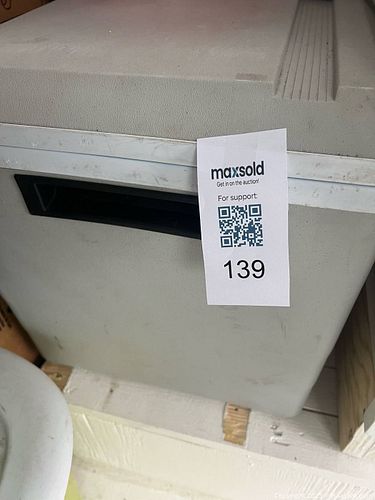 maxsold
Get in on the auction!
For support:
139